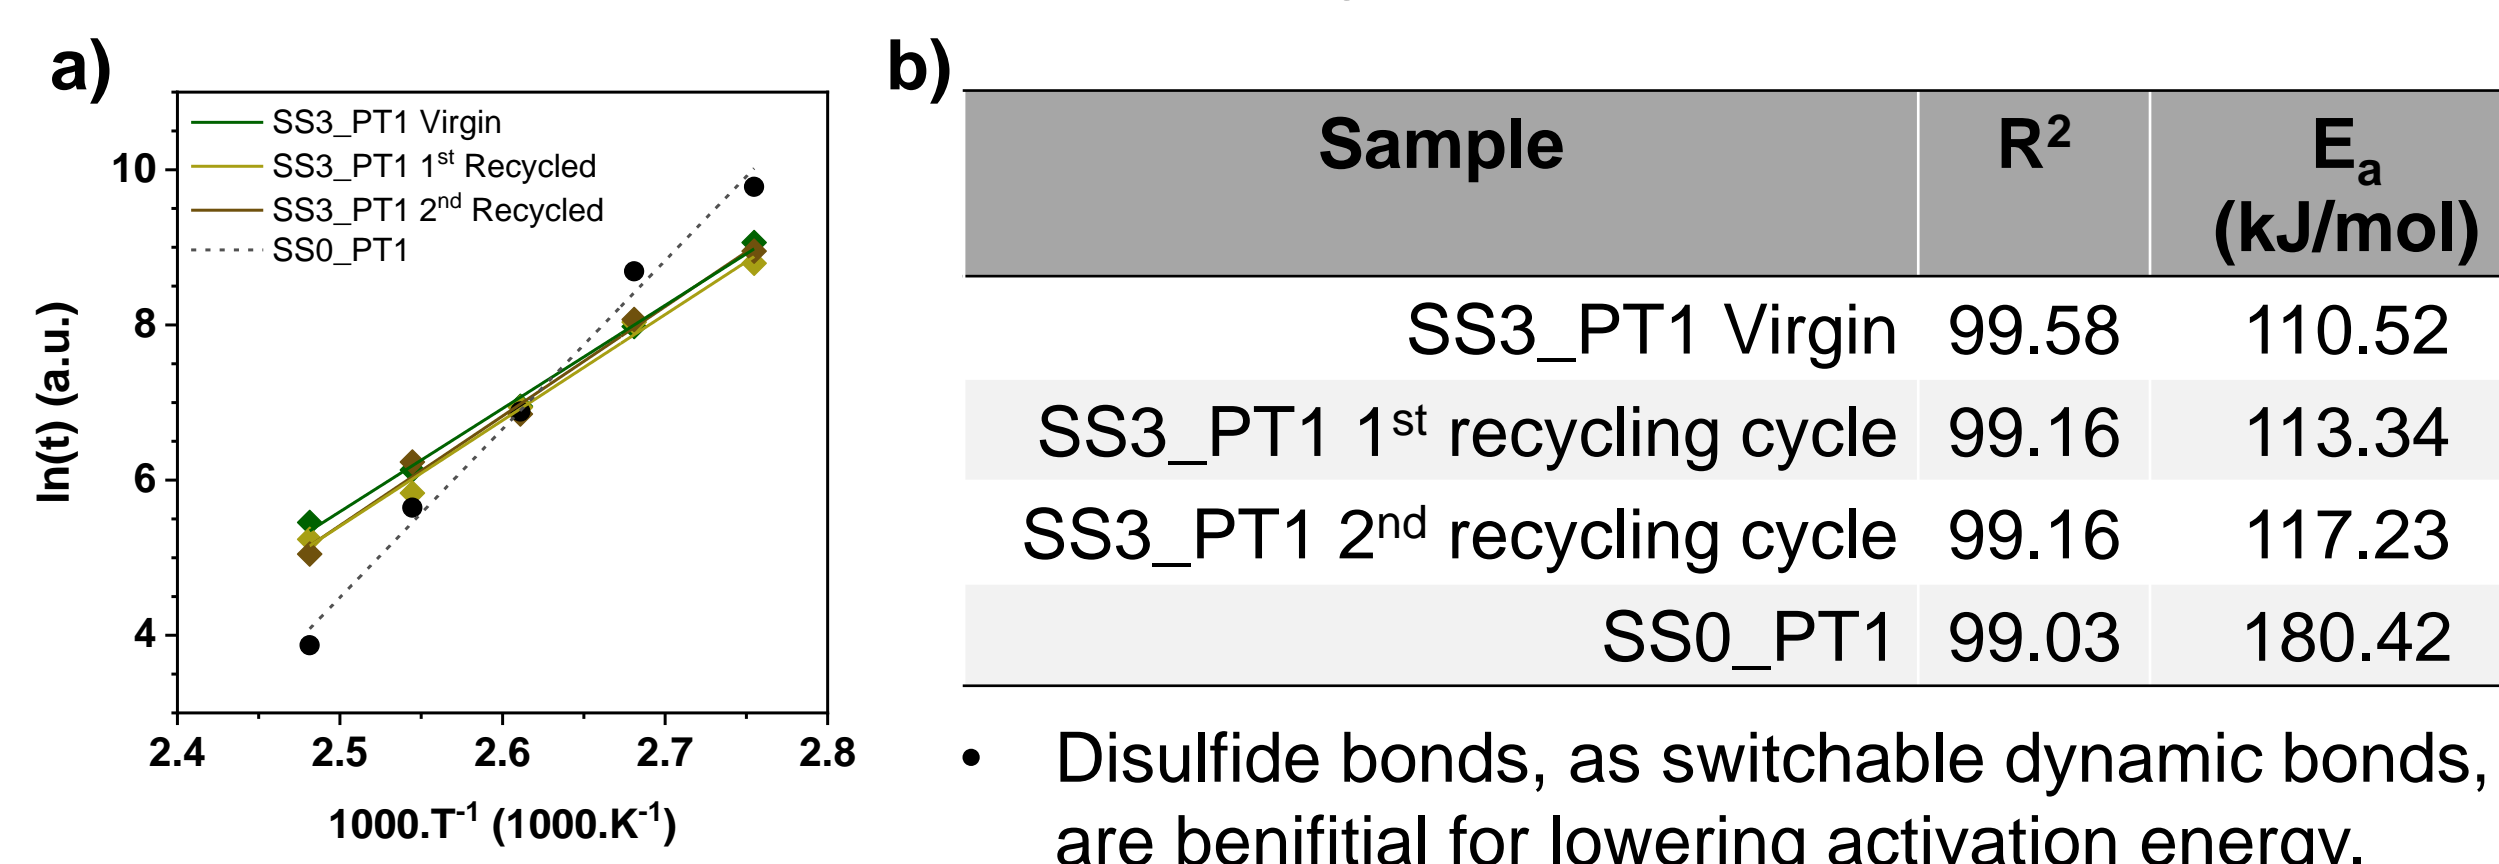 a)
SS3_PT1 Virgin
SS3_PT1 1st Recycled
SS3_PT1 2nd Recycled
SS0_PT1
10
8
6
4
ln(t) (a.u.)
2.4 2.5 2.6 2.7 2.8
1000.T-1 (1000.K-1)
b)
Sample R2 Ea
(kJ/mol)
SS3_PT1 Virgin 99.58 110.52
SS3_PT1 1st recycling cycle 99.16 113.34
SS3_PT1 2nd recycling cycle 99.16 117.23
SS0_PT1 99.03 180.42
• Disulfide bonds, as switchable dynamic bonds,
are benifitial for lowering activation energy.